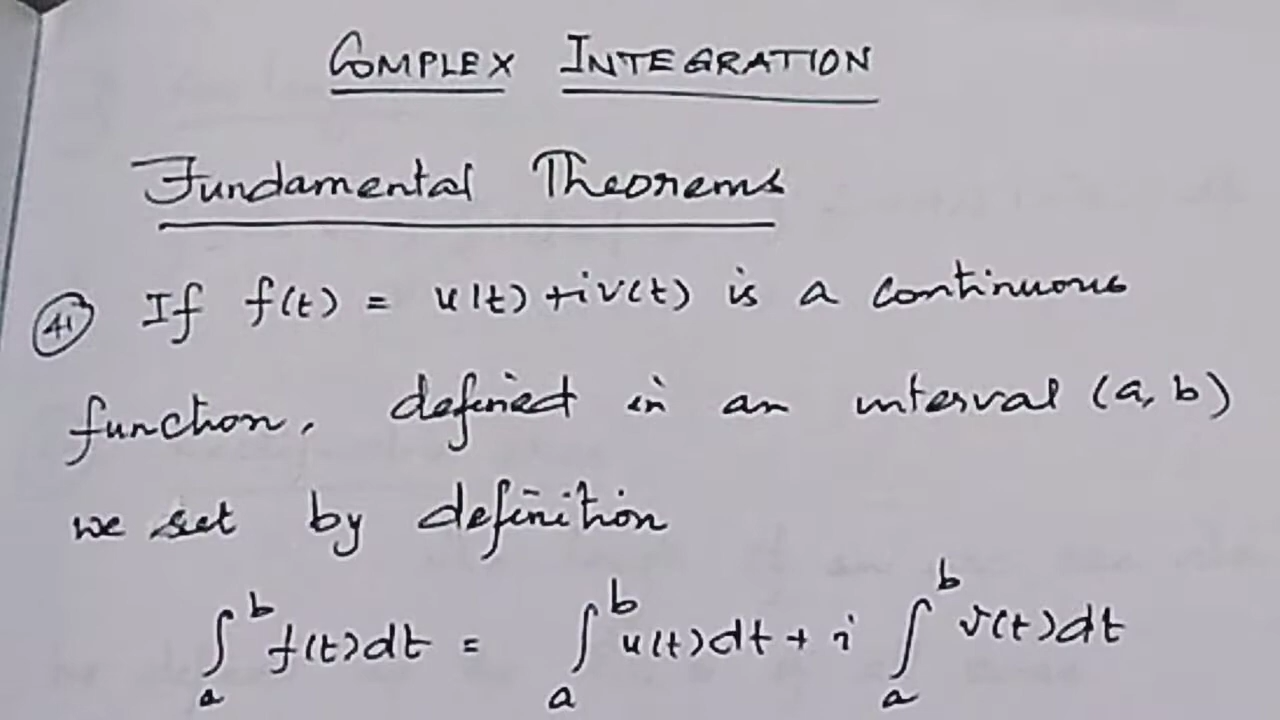 COMPLEX INTEGRATION
Fundamental Theorems
41 If f(t) = u(t) + iv(t) is a continuous
function, defined in an interval (a, b)
we set by definition
∫ₐᵇ f(t)dt = ∫ₐᵇ u(t)dt + i ∫ₐᵇ v(t)dt